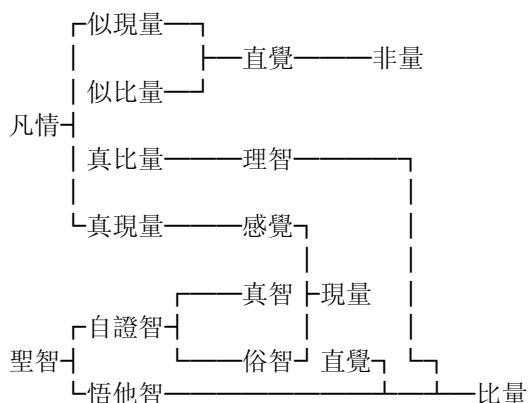 似現量
直覺 非量
似比量
凡情
真比量 理智
真現量 感覺
真智 現量
自證智
聖智 俗智 直覺
悟他智 比量